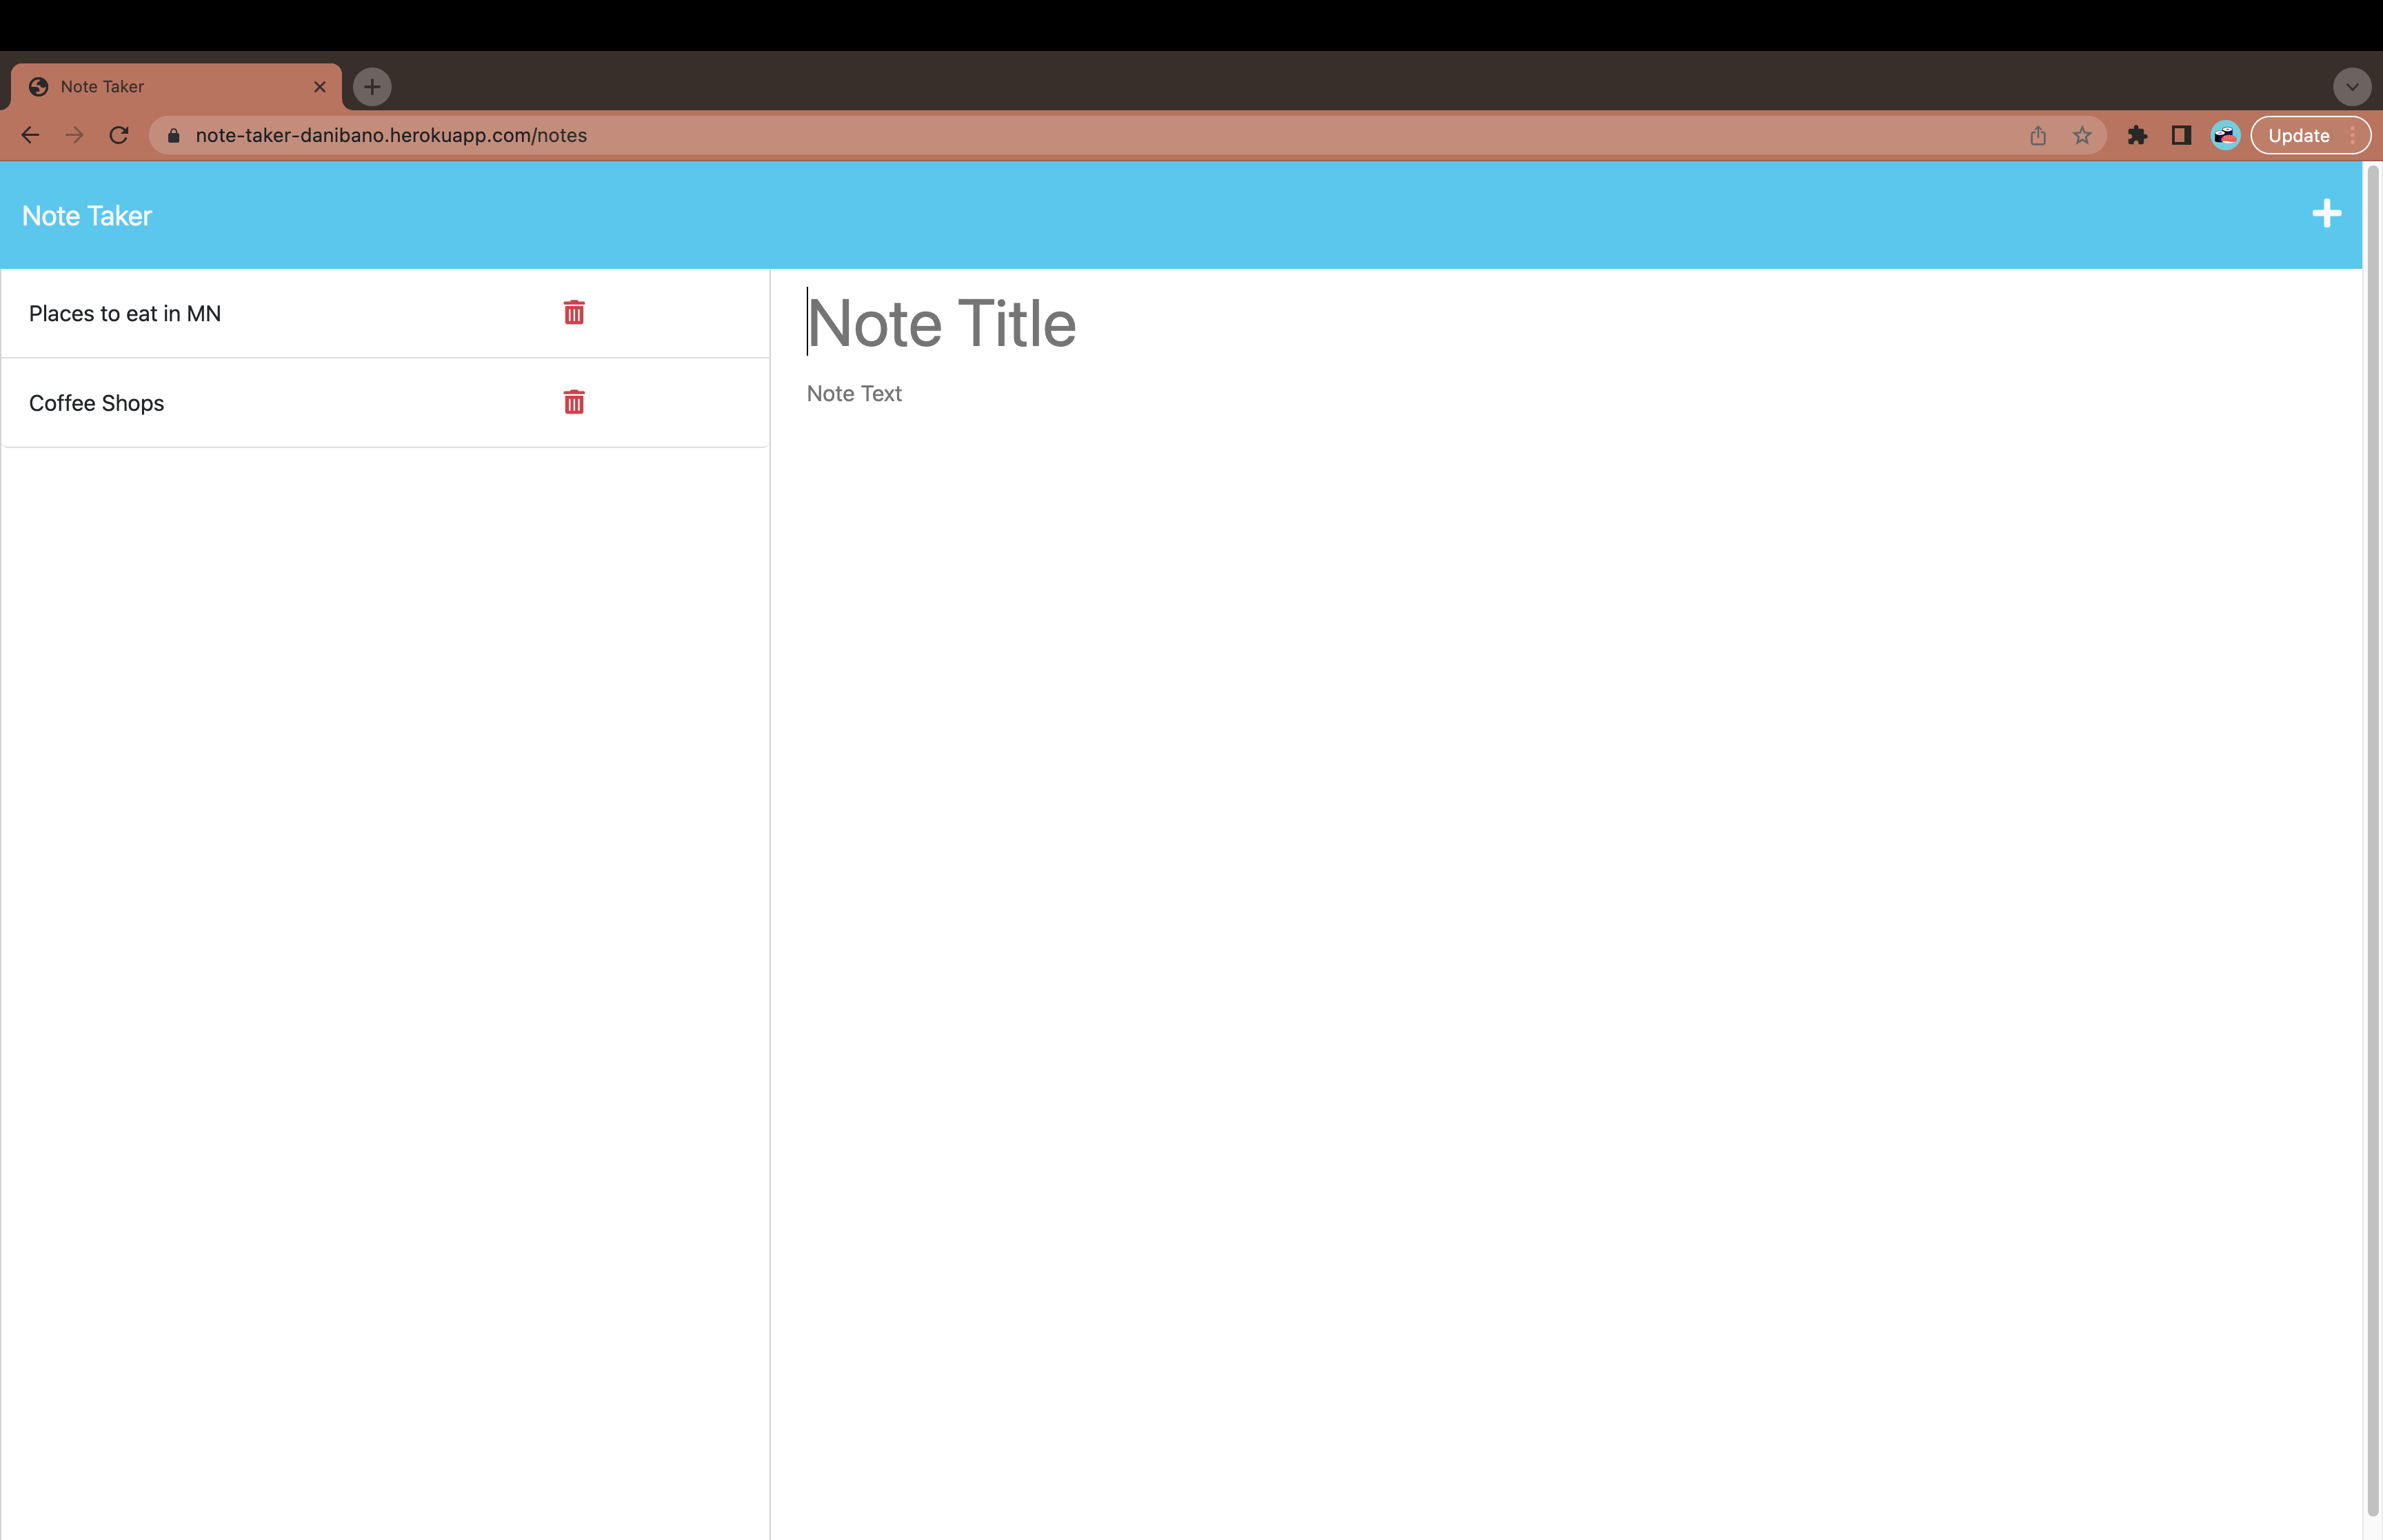 Note Taker
note-taker-danibano.herokuapp.com/notes
Update
Note Taker
Places to eat in MN
Coffee Shops
Note Title
Note Text